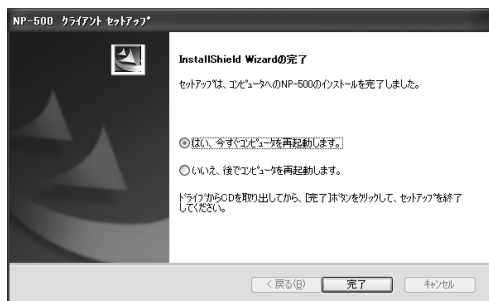 NP-500 クライアント セットアップ
InstallShield Wizardの完了
セットアップは、コンピュータへのNP-500のインストールを完了しました。
はい、今すぐコンピュータを再起動します。
いいえ、後でコンピュータを再起動します。
ドライブからCDを取り出してから、[完了]ボタンをクリックして、セットアップを終了
してください。
< 戻る(B)
完了
キャンセル